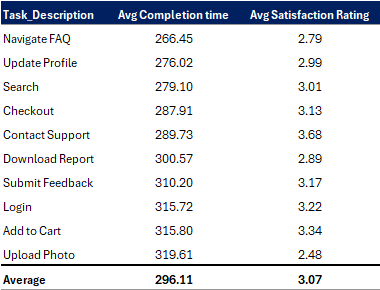 Task_Description Avg Completion time Avg Satisfaction Rating
Navigate FAQ 266.45 2.79
Update Profile 276.02 2.99
Search 279.10 3.01
Checkout 287.91 3.13
Contact Support 289.73 3.68
Download Report 300.57 2.89
Submit Feedback 310.20 3.17
Login 315.72 3.22
Add to Cart 315.80 3.34
Upload Photo 319.61 2.48
Average 296.11 3.07